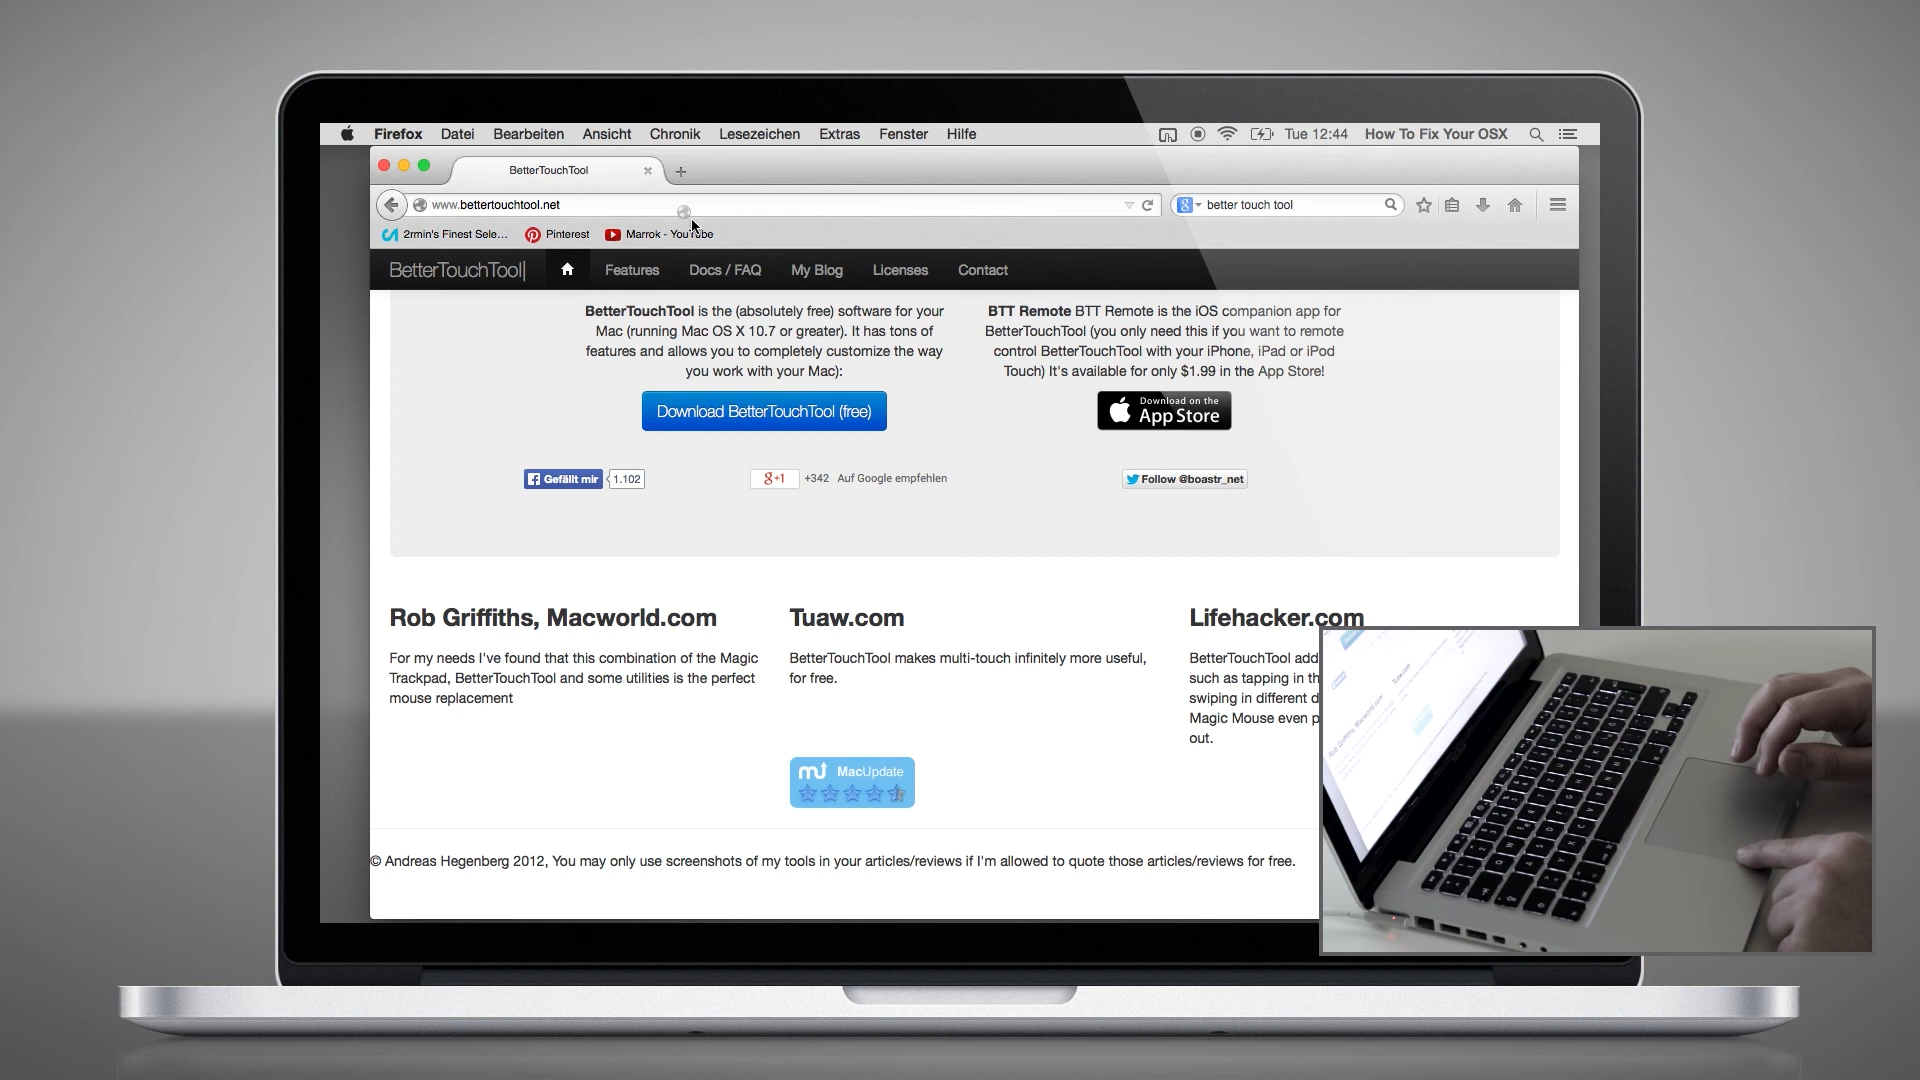 Firefox Datei Bearbeiten Ansicht Chronik Lesezeichen Extras Fenster Hilfe Tue 12:44 How To Fix Your OSX
BetterTouchTool
www.bettertouchtool.net
better touch tool
2rmin's Finest Sele... Pinterest Marrok - YouTube
BetterTouchTool Features Docs / FAQ My Blog Licenses Contact
BetterTouchTool is the (absolutely free) software for your
Mac (running Mac OS X 10.7 or greater). It has tons of
features and allows you to completely customize the way
you work with your Mac):
Download BetterTouchTool (free)
BTT Remote BTT Remote is the iOS companion app for
BetterTouchTool (you only need this if you want to remote
control BetterTouchTool with your iPhone, iPad or iPod
Touch) It's available for only $1.99 in the App Store!
Download on the
App Store
Gefällt mir 1.102
g+1 +342 Auf Google empfehlen
Follow @boastr_net
Rob Griffiths, Macworld.com
For my needs I've found that this combination of the Magic
Trackpad, BetterTouchTool and some utilities is the perfect
mouse replacement
Tuaw.com
BetterTouchTool makes multi-touch infinitely more useful,
for free.
MacUpdate
Lifehacker.com
BetterTouchTool add
such as tapping in th
swiping in different d
Magic Mouse even p
out.
© Andreas Hegenberg 2012, You may only use screenshots of my tools in your articles/reviews if I'm allowed to quote those articles/reviews for free.